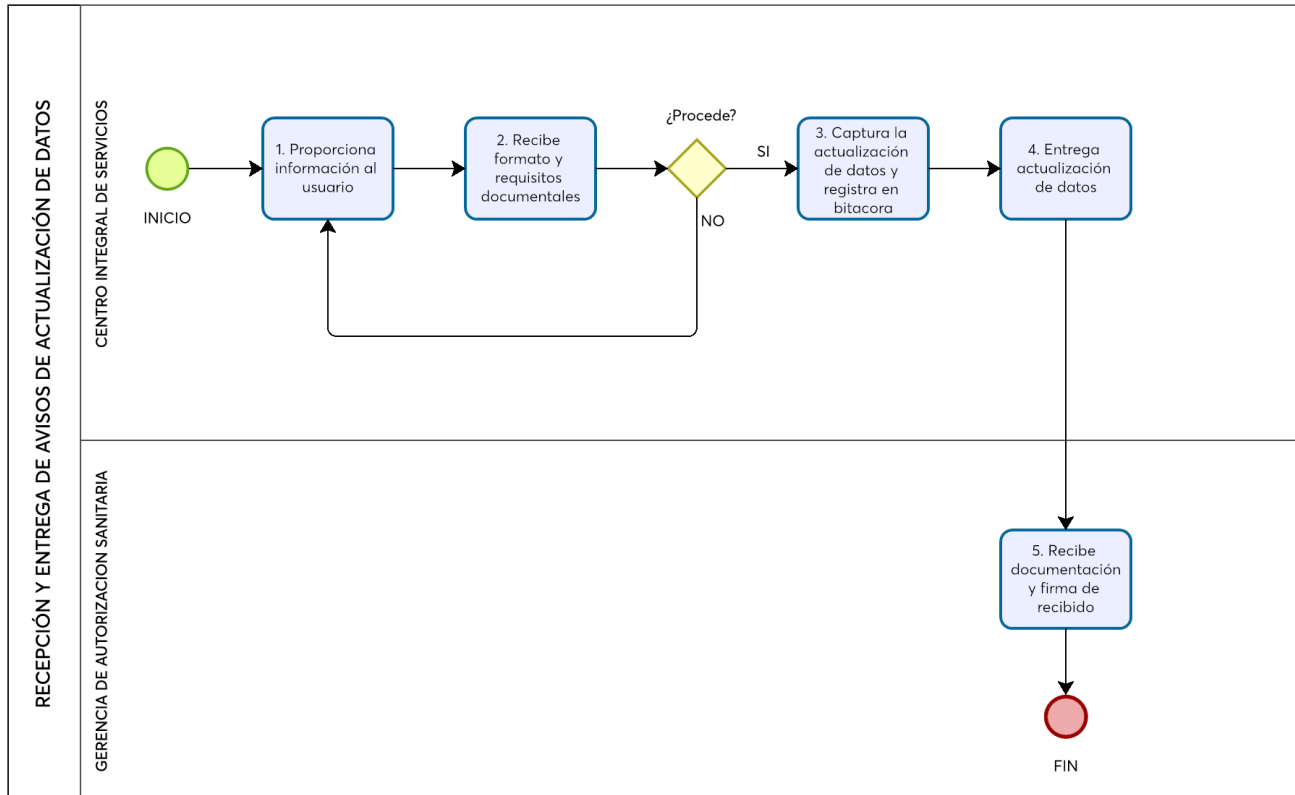 RECEPCIÓN Y ENTREGA DE AVISOS DE ACTUALIZACIÓN DE DATOS
CENTRO INTEGRAL DE SERVICIOS
INICIO
1. Proporciona
información al
usuario
2. Recibe
formato y
requisitos
documentales
¿Procede?
SI
NO
3. Captura la
actualización
de datos y
registra en
bitacora
4. Entrega
actualización
de datos
GERENCIA DE AUTORIZACION SANITARIA
5. Recibe
documentación
y firma de
recibido
FIN